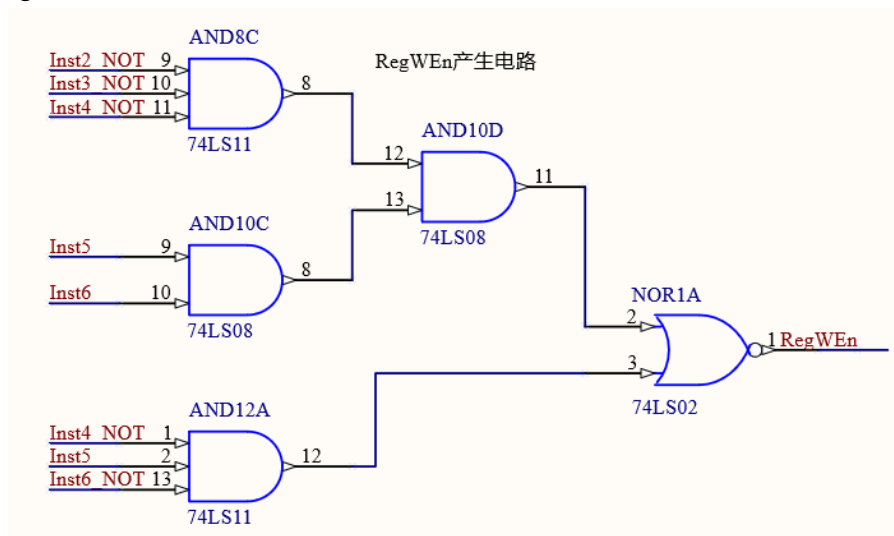 AND8C
Inst2_NOT 9
Inst3_NOT 10
Inst4_NOT 11
8
74LS11
RegWEn产生电路
AND10D
12
13
11
74LS08
AND10C
Inst5 9
Inst6 10
8
74LS08
NOR1A
2
3
1 RegWEn
74LS02
AND12A
Inst4_NOT 1
Inst5 2
Inst6_NOT 13
12
74LS11